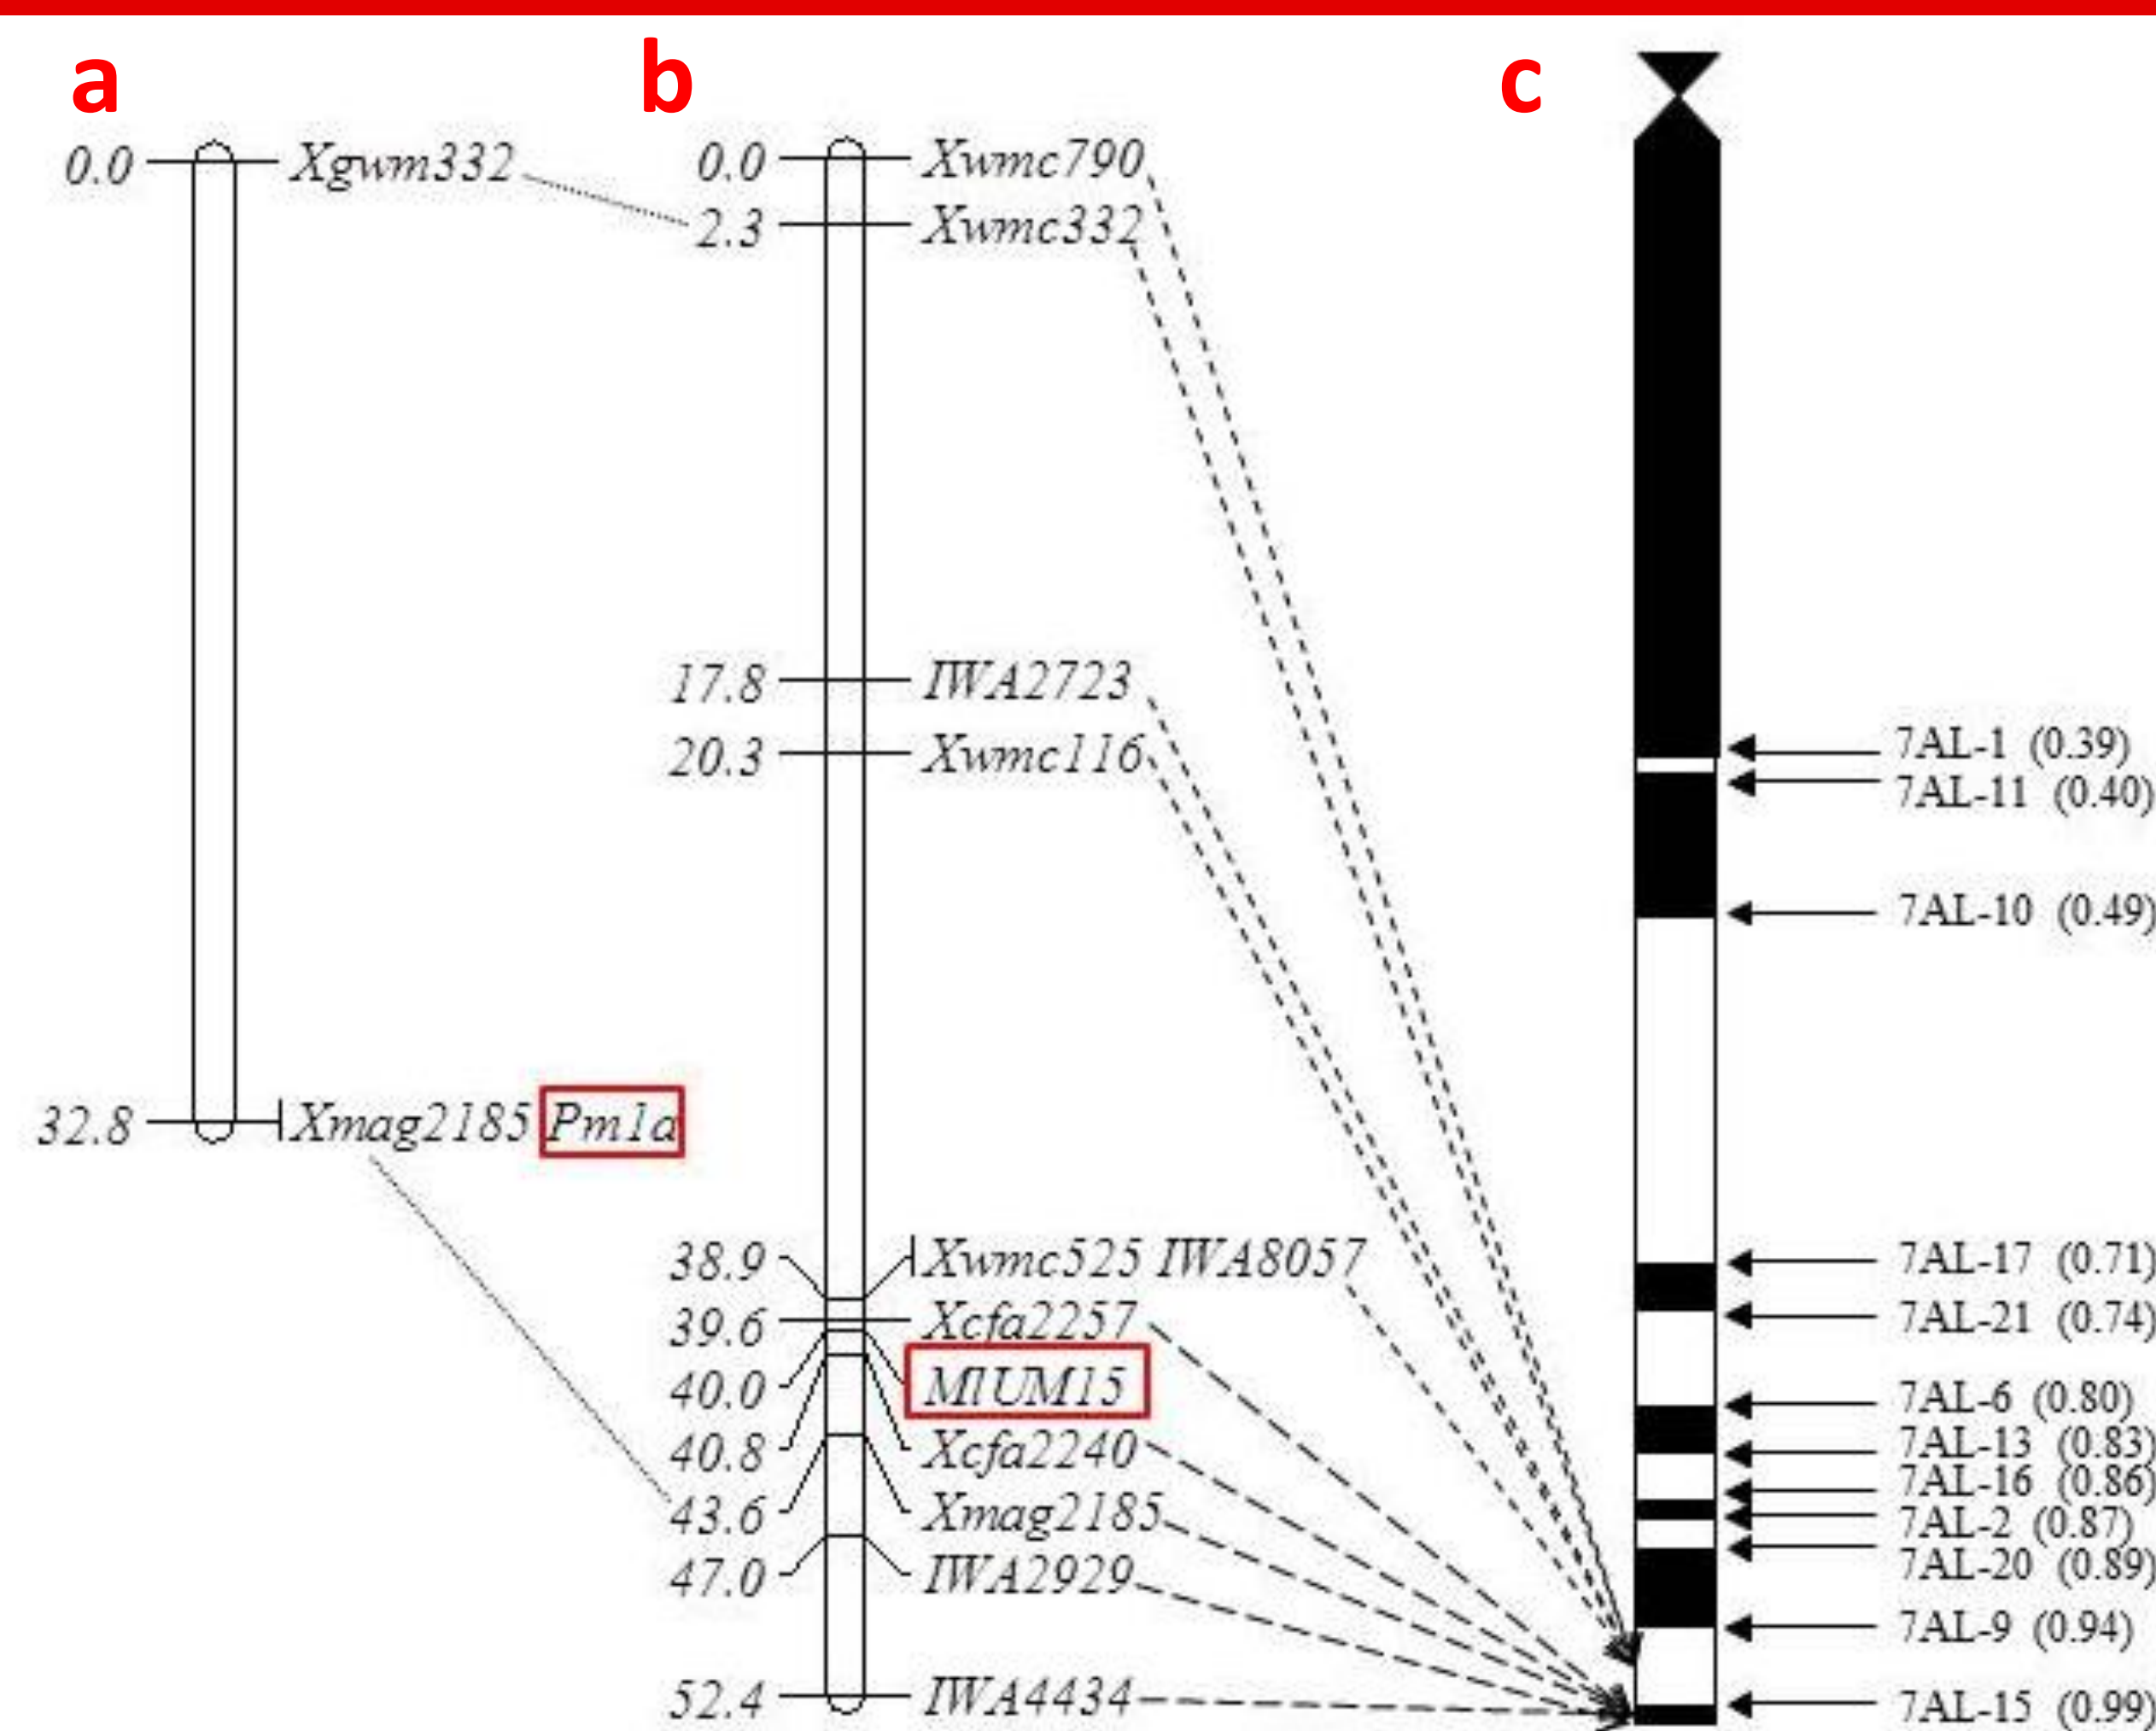 a
b
c
0.0 Xgwm332
32.8 Xmag2185 Pm1a
0.0 Xwmc790
2.3 Xwmc332
17.8 IWA2723
20.3 Xwmc116
38.9 Xwmc525 IWA8057
39.6 Xcfa2257
40.0 MlUM15
40.8 Xcfa2240
43.6 Xmag2185
47.0 IWA2929
52.4 IWA4434
7AL-1 (0.39)
7AL-11 (0.40)
7AL-10 (0.49)
7AL-17 (0.71)
7AL-21 (0.74)
7AL-6 (0.80)
7AL-13 (0.83)
7AL-16 (0.86)
7AL-2 (0.87)
7AL-20 (0.89)
7AL-9 (0.94)
7AL-15 (0.99)